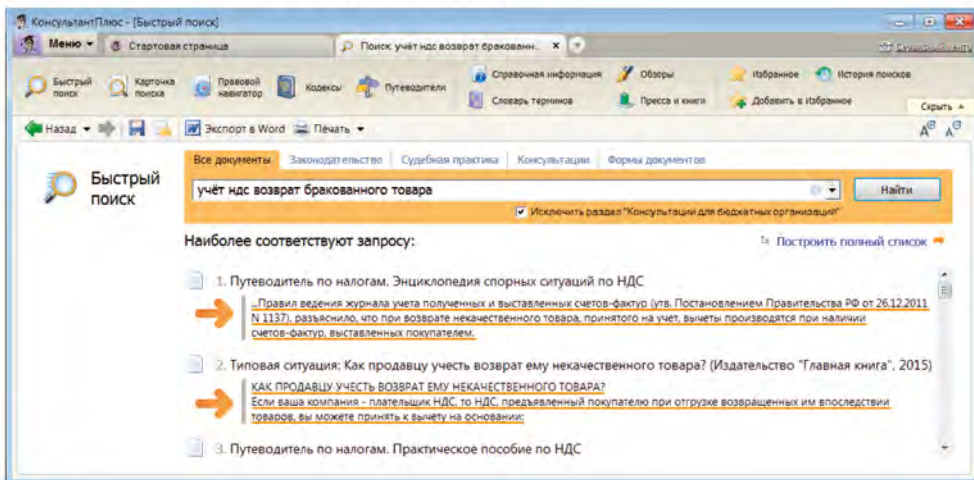 КонсультантПлюс - [Быстрый поиск]
Меню
Стартовая страница
Поиск: учёт ндс возврат бракованн...
Сервисный центр
Быстрый поиск
Карточка поиска
Правовой навигатор
Кодексы
Путеводители
Справочная информация
Словарь терминов
Обзоры
Пресса и книги
Избранное
Добавить в Избранное
История поисков
Скрыть
Назад
Экспорт в Word
Печать
Быстрый
поиск
Все документы
Законодательство
Судебная практика
Консультации
Формы документов
учёт ндс возврат бракованного товара
Найти
Исключить раздел "Консультации для бюджетных организаций"
Наиболее соответствуют запросу:
Построить полный список
1. Путеводитель по налогам. Энциклопедия спорных ситуаций по НДС
...Правил ведения журнала учета полученных и выставленных счетов-фактур (утв. Постановлением Правительства РФ от 26.12.2011
N 1137), разъяснило, что при возврате некачественного товара, принятого на учет, вычеты производятся при наличии
счетов-фактур, выставленных покупателем.
2. Типовая ситуация: Как продавцу учесть возврат ему некачественного товара? (Издательство "Главная книга", 2015)
КАК ПРОДАВЦУ УЧЕСТЬ ВОЗВРАТ ЕМУ НЕКАЧЕСТВЕННОГО ТОВАРА?
Если ваша компания - плательщик НДС, то НДС, предъявленный покупателю при отгрузке возвращенных им впоследствии
товаров, вы можете принять к вычету на основании:
3. Путеводитель по налогам. Практическое пособие по НДС